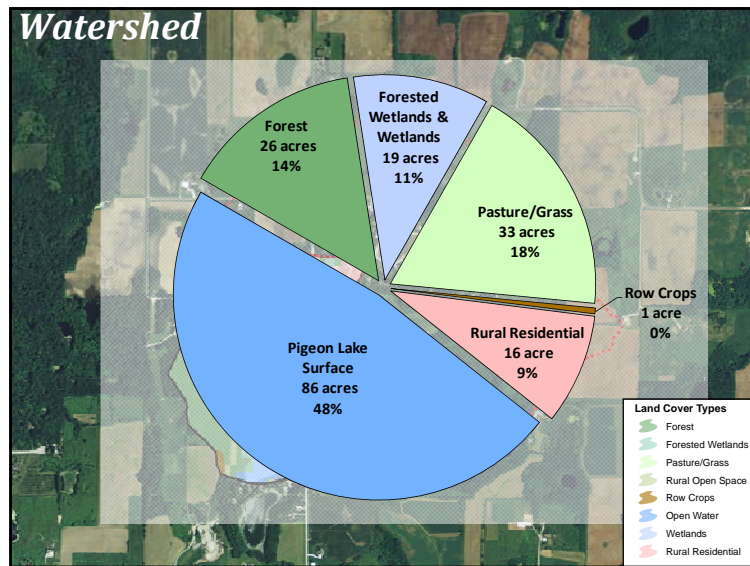 Watershed
Forested
Wetlands &
Wetlands
19 acres
11%
Forest
26 acres
14%
Pasture/Grass
33 acres
18%
Row Crops
1 acre
0%
Rural Residential
16 acre
9%
Pigeon Lake
Surface
86 acres
48%
Land Cover Types
Forest
Forested Wetlands
Pasture/Grass
Rural Open Space
Row Crops
Open Water
Wetlands
Rural Residential